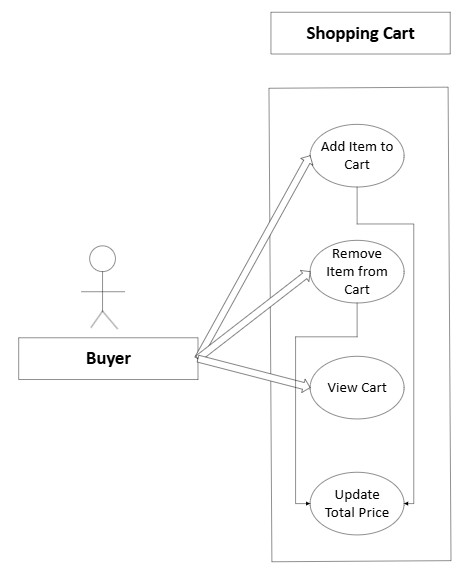 Shopping Cart
Add Item to
Cart
Remove
Item from
Cart
Buyer
View Cart
Update
Total Price